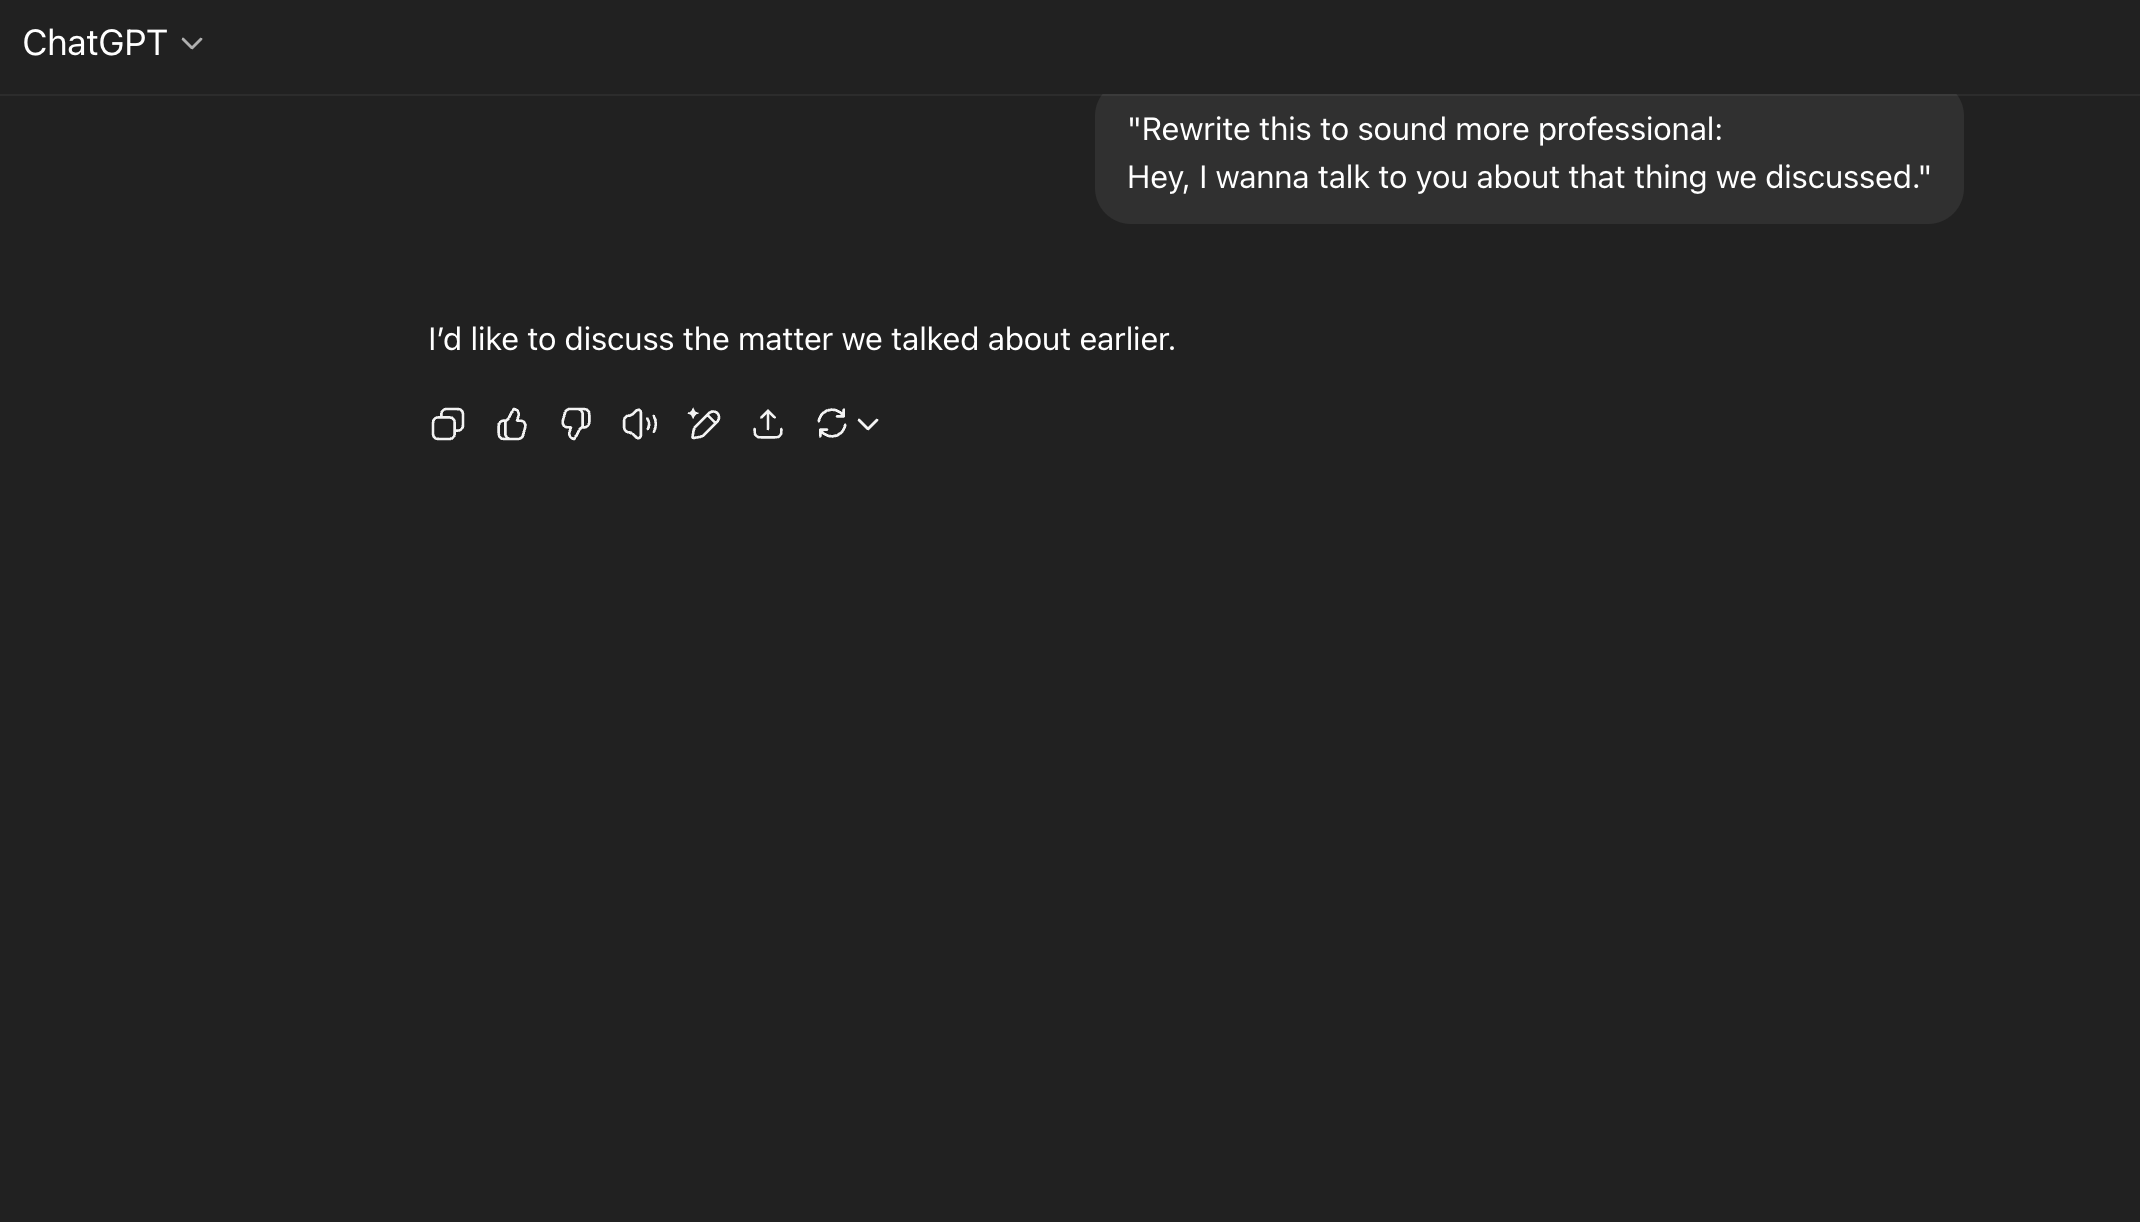 ChatGPT
"Rewrite this to sound more professional:
Hey, I wanna talk to you about that thing we discussed."
I’d like to discuss the matter we talked about earlier.